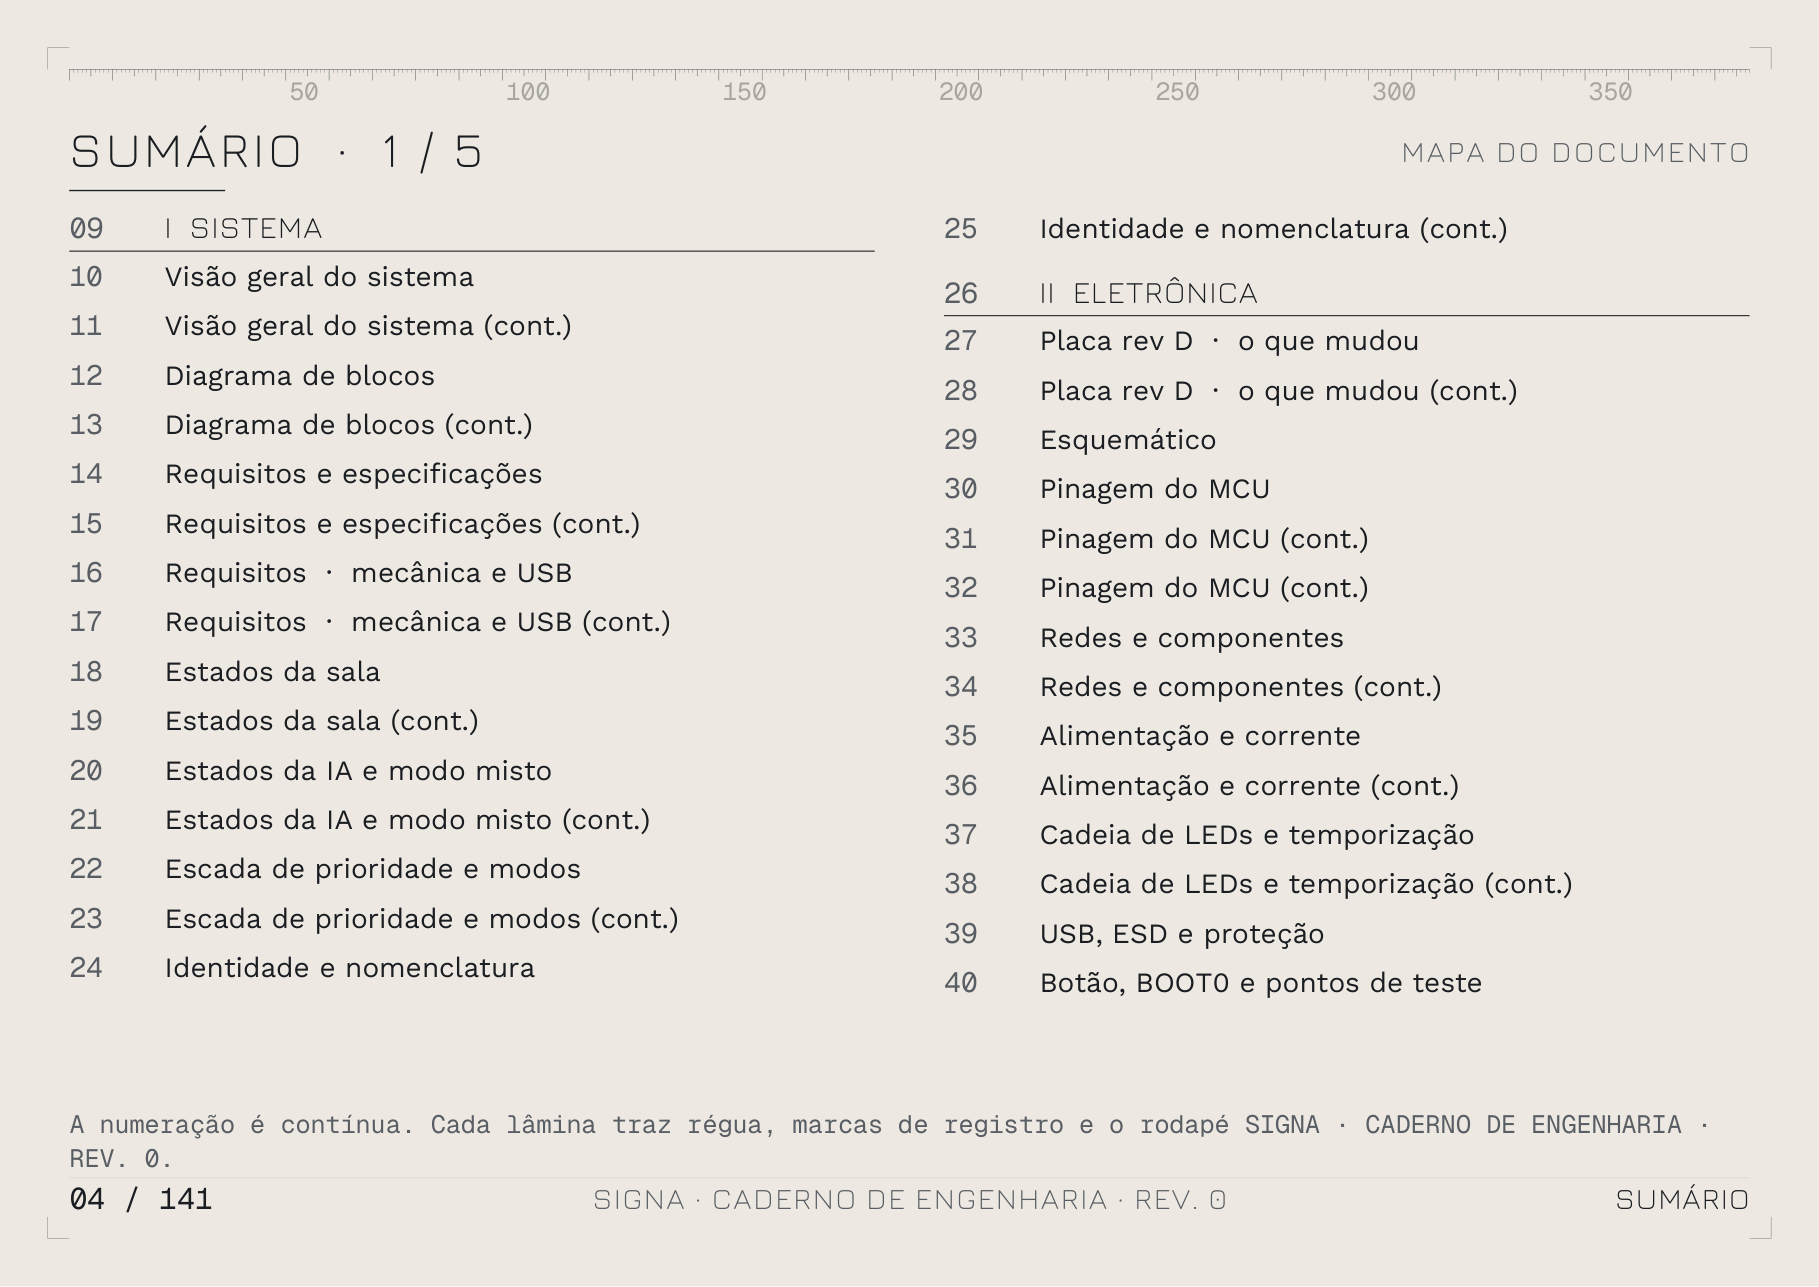 50 100 150 200 250 300 350
SUMÁRIO · 1 / 5
MAPA DO DOCUMENTO
09 I SISTEMA
10 Visão geral do sistema
11 Visão geral do sistema (cont.)
12 Diagrama de blocos
13 Diagrama de blocos (cont.)
14 Requisitos e especificações
15 Requisitos e especificações (cont.)
16 Requisitos · mecânica e USB
17 Requisitos · mecânica e USB (cont.)
18 Estados da sala
19 Estados da sala (cont.)
20 Estados da IA e modo misto
21 Estados da IA e modo misto (cont.)
22 Escada de prioridade e modos
23 Escada de prioridade e modos (cont.)
24 Identidade e nomenclatura
25 Identidade e nomenclatura (cont.)
26 II ELETRÔNICA
27 Placa rev D · o que mudou
28 Placa rev D · o que mudou (cont.)
29 Esquemático
30 Pinagem do MCU
31 Pinagem do MCU (cont.)
32 Pinagem do MCU (cont.)
33 Redes e componentes
34 Redes e componentes (cont.)
35 Alimentação e corrente
36 Alimentação e corrente (cont.)
37 Cadeia de LEDs e temporização
38 Cadeia de LEDs e temporização (cont.)
39 USB, ESD e proteção
40 Botão, BOOT0 e pontos de teste
A numeração é contínua. Cada lâmina traz régua, marcas de registro e o rodapé SIGNA · CADERNO DE ENGENHARIA ·
REV. 0.
04 / 141
SIGNA · CADERNO DE ENGENHARIA · REV. 0
SUMÁRIO